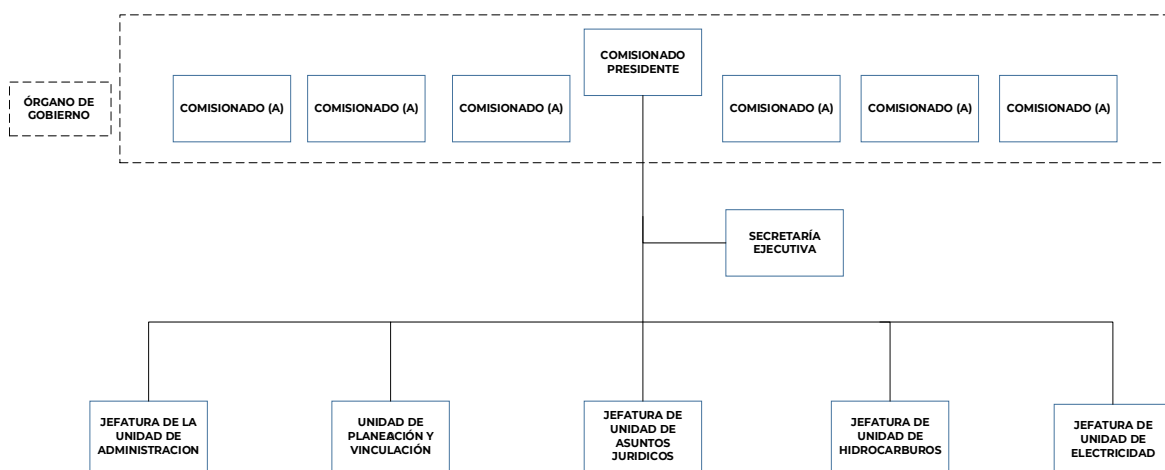 COMISIONADO
PRESIDENTE
ÓRGANO DE
GOBIERNO
COMISIONADO (A)
COMISIONADO (A)
COMISIONADO (A)
COMISIONADO (A)
COMISIONADO (A)
COMISIONADO (A)
SECRETARÍA
EJECUTIVA
JEFATURA DE LA
UNIDAD DE
ADMINISTRACION
UNIDAD DE
PLANEACIÓN Y
VINCULACIÓN
JEFATURA DE
UNIDAD DE
ASUNTOS
JURIDICOS
JEFATURA DE
UNIDAD DE
HIDROCARBUROS
JEFATURA DE
UNIDAD DE
ELECTRICIDAD